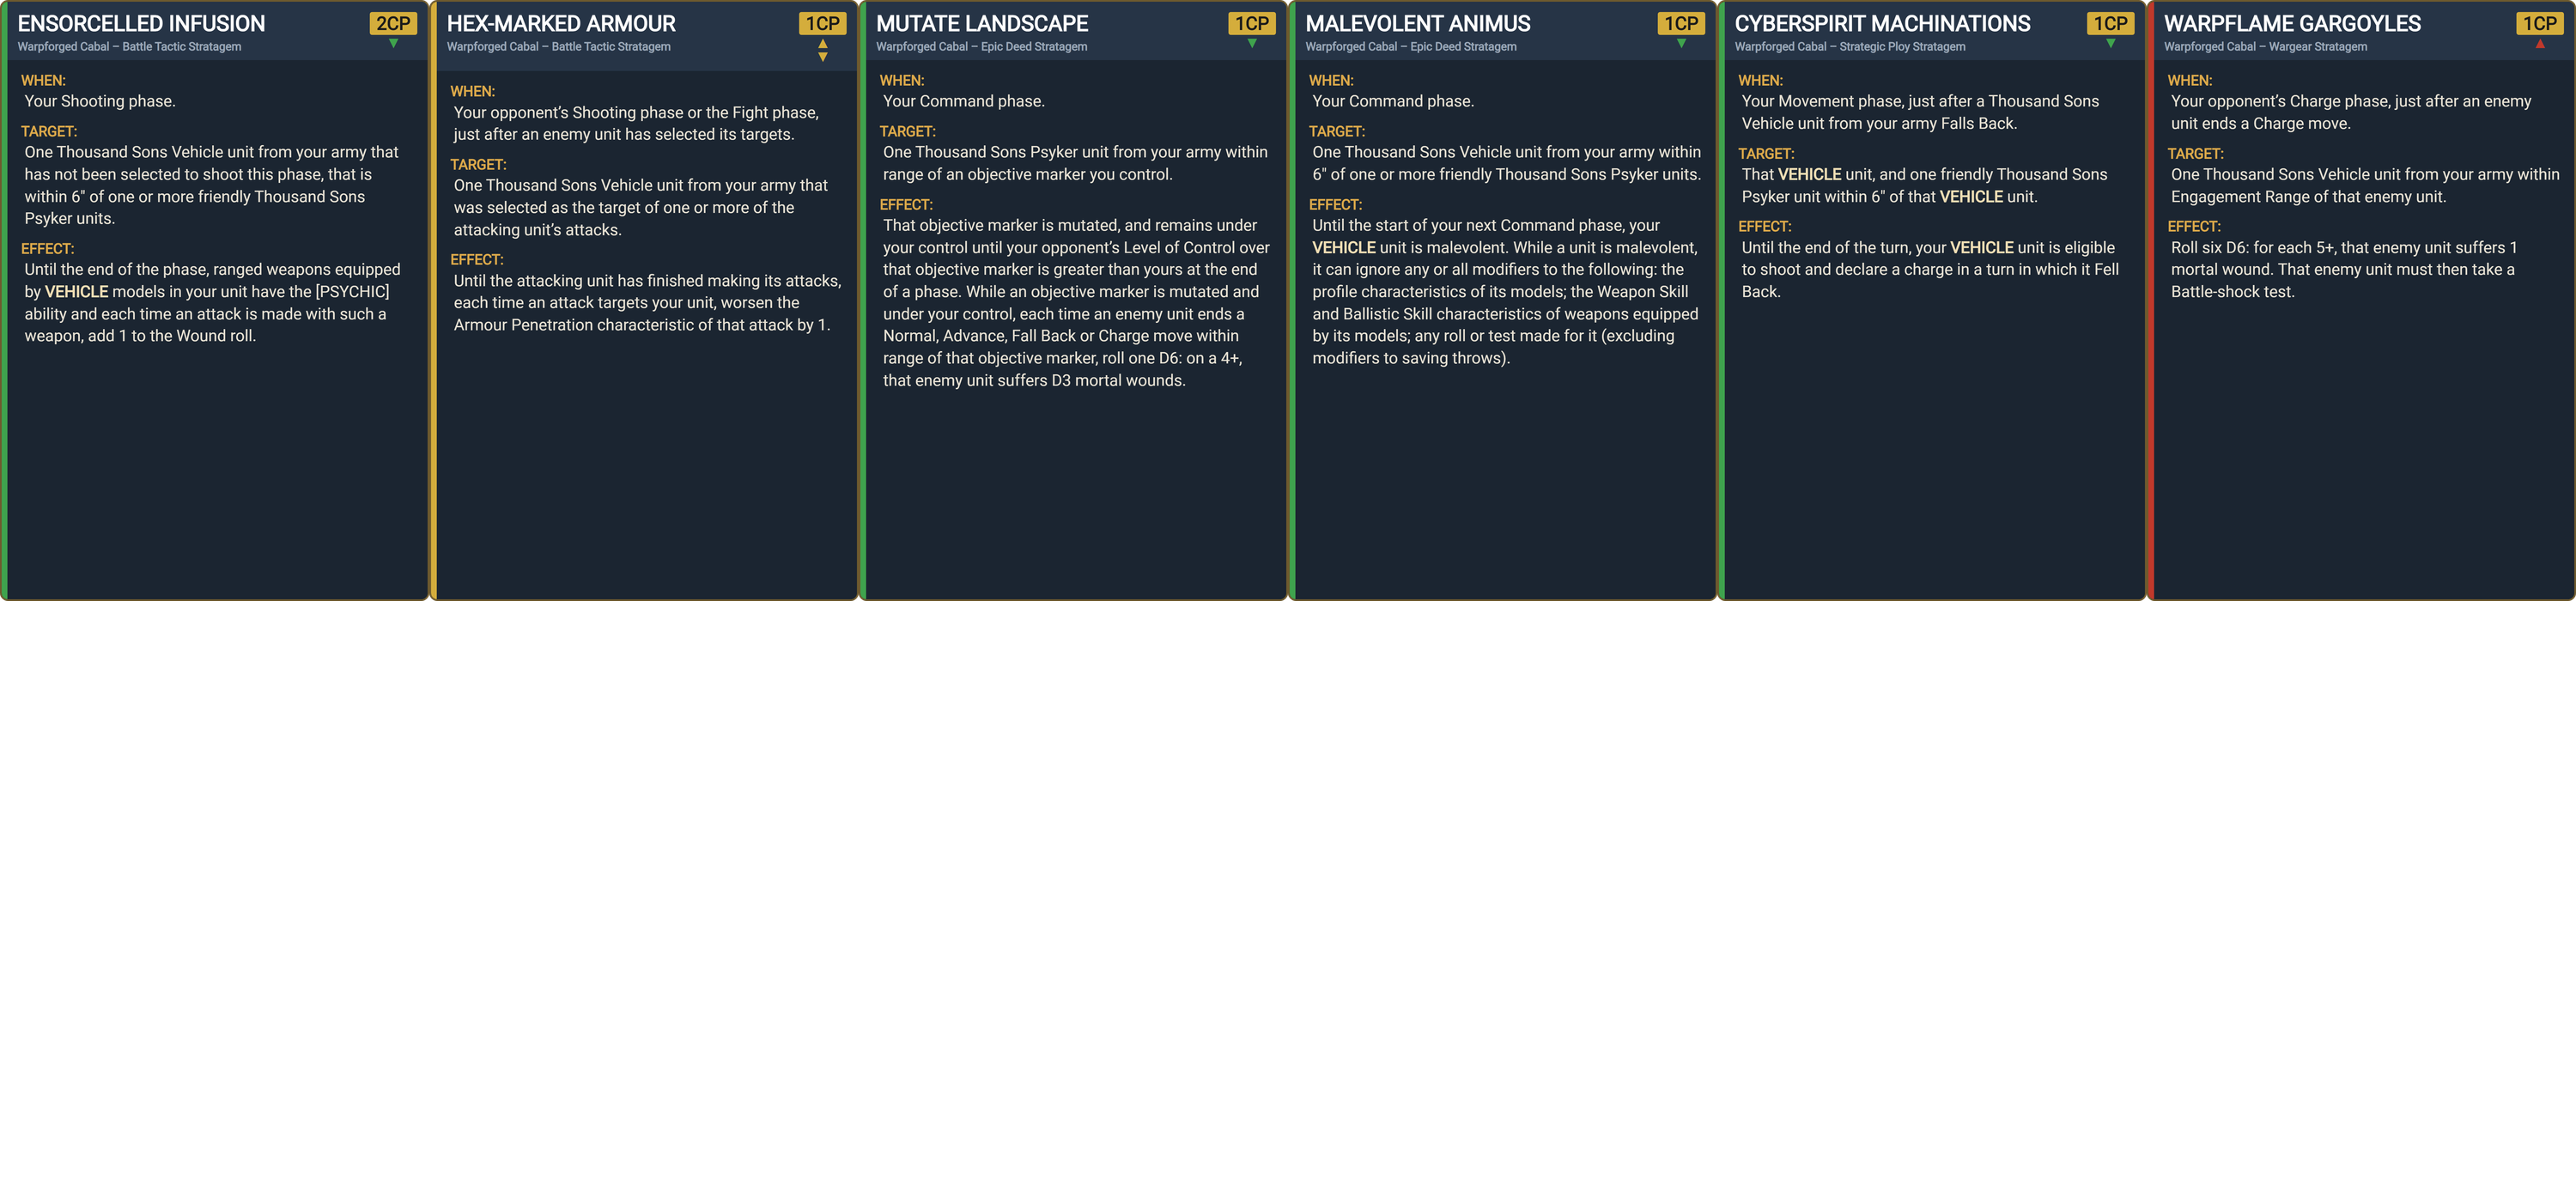 ENSORCELLED INFUSION
2CP
Warpforged Cabal – Battle Tactic Stratagem
WHEN:
Your Shooting phase.
TARGET:
One Thousand Sons Vehicle unit from your army that
has not been selected to shoot this phase, that is
within 6" of one or more friendly Thousand Sons
Psyker units.
EFFECT:
Until the end of the phase, ranged weapons equipped
by VEHICLE models in your unit have the [PSYCHIC]
ability and each time an attack is made with such a
weapon, add 1 to the Wound roll.
HEX-MARKED ARMOUR
1CP
Warpforged Cabal – Battle Tactic Stratagem
WHEN:
Your opponent’s Shooting phase or the Fight phase,
just after an enemy unit has selected its targets.
TARGET:
One Thousand Sons Vehicle unit from your army that
was selected as the target of one or more of the
attacking unit’s attacks.
EFFECT:
Until the attacking unit has finished making its attacks,
each time an attack targets your unit, worsen the
Armour Penetration characteristic of that attack by 1.
MUTATE LANDSCAPE
1CP
Warpforged Cabal – Epic Deed Stratagem
WHEN:
Your Command phase.
TARGET:
One Thousand Sons Psyker unit from your army within
range of an objective marker you control.
EFFECT:
That objective marker is mutated, and remains under
your control until your opponent’s Level of Control over
that objective marker is greater than yours at the end
of a phase. While an objective marker is mutated and
under your control, each time an enemy unit ends a
Normal, Advance, Fall Back or Charge move within
range of that objective marker, roll one D6: on a 4+,
that enemy unit suffers D3 mortal wounds.
MALEVOLENT ANIMUS
1CP
Warpforged Cabal – Epic Deed Stratagem
WHEN:
Your Command phase.
TARGET:
One Thousand Sons Vehicle unit from your army within
6" of one or more friendly Thousand Sons Psyker units.
EFFECT:
Until the start of your next Command phase, your
VEHICLE unit is malevolent. While a unit is malevolent,
it can ignore any or all modifiers to the following: the
profile characteristics of its models; the Weapon Skill
and Ballistic Skill characteristics of weapons equipped
by its models; any roll or test made for it (excluding
modifiers to saving throws).
CYBERSPIRIT MACHINATIONS
1CP
Warpforged Cabal – Strategic Ploy Stratagem
WHEN:
Your Movement phase, just after a Thousand Sons
Vehicle unit from your army Falls Back.
TARGET:
That VEHICLE unit, and one friendly Thousand Sons
Psyker unit within 6" of that VEHICLE unit.
EFFECT:
Until the end of the turn, your VEHICLE unit is eligible
to shoot and declare a charge in a turn in which it Fell
Back.
WARPFLAME GARGOYLES
1CP
Warpforged Cabal – Wargear Stratagem
WHEN:
Your opponent’s Charge phase, just after an enemy
unit ends a Charge move.
TARGET:
One Thousand Sons Vehicle unit from your army within
Engagement Range of that enemy unit.
EFFECT:
Roll six D6: for each 5+, that enemy unit suffers 1
mortal wound. That enemy unit must then take a
Battle-shock test.